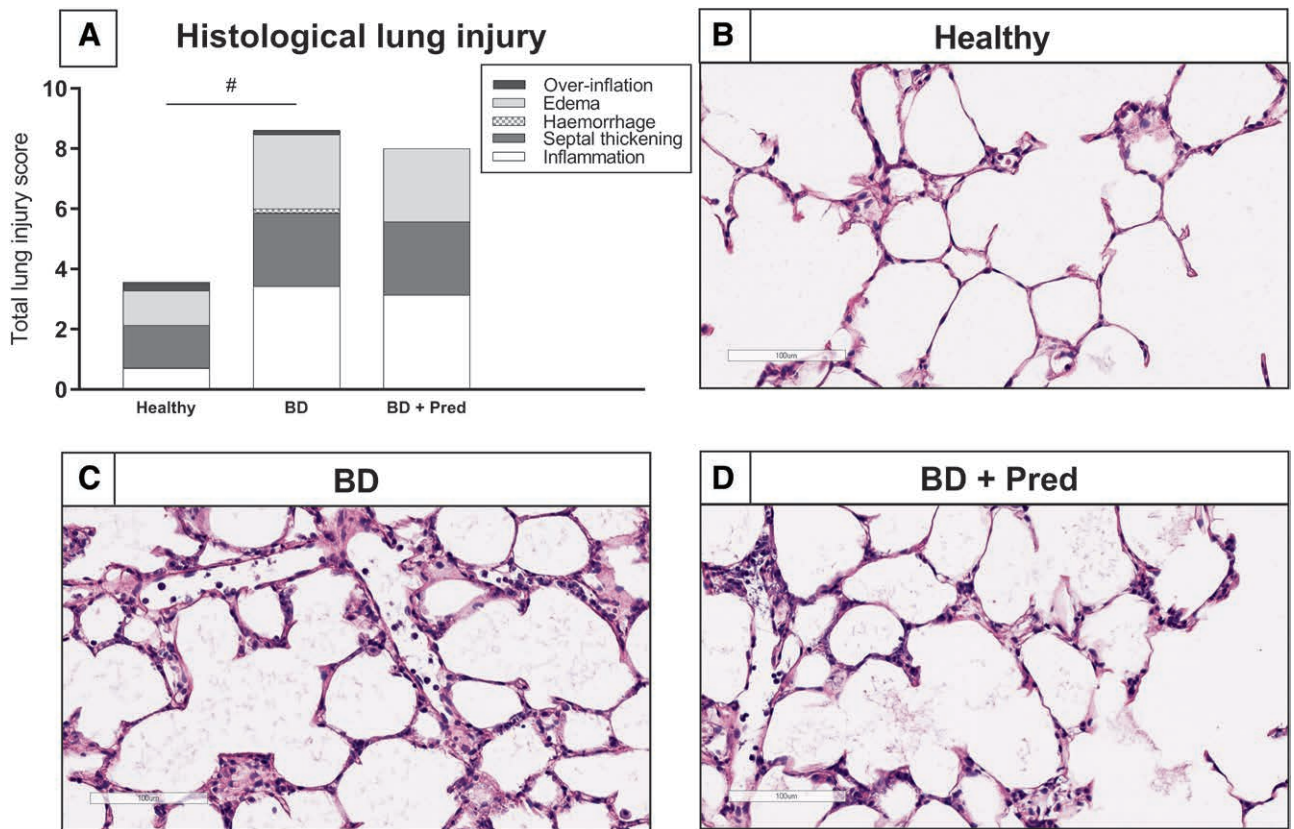 A
Histological lung injury
Total lung injury score
10
8
6
4
2
0
#
Over-inflation
Edema
Haemorrhage
Septal thickening
Inflammation
Healthy
BD
BD + Pred
B
Healthy
100um
C
BD
100um
D
BD + Pred
100um